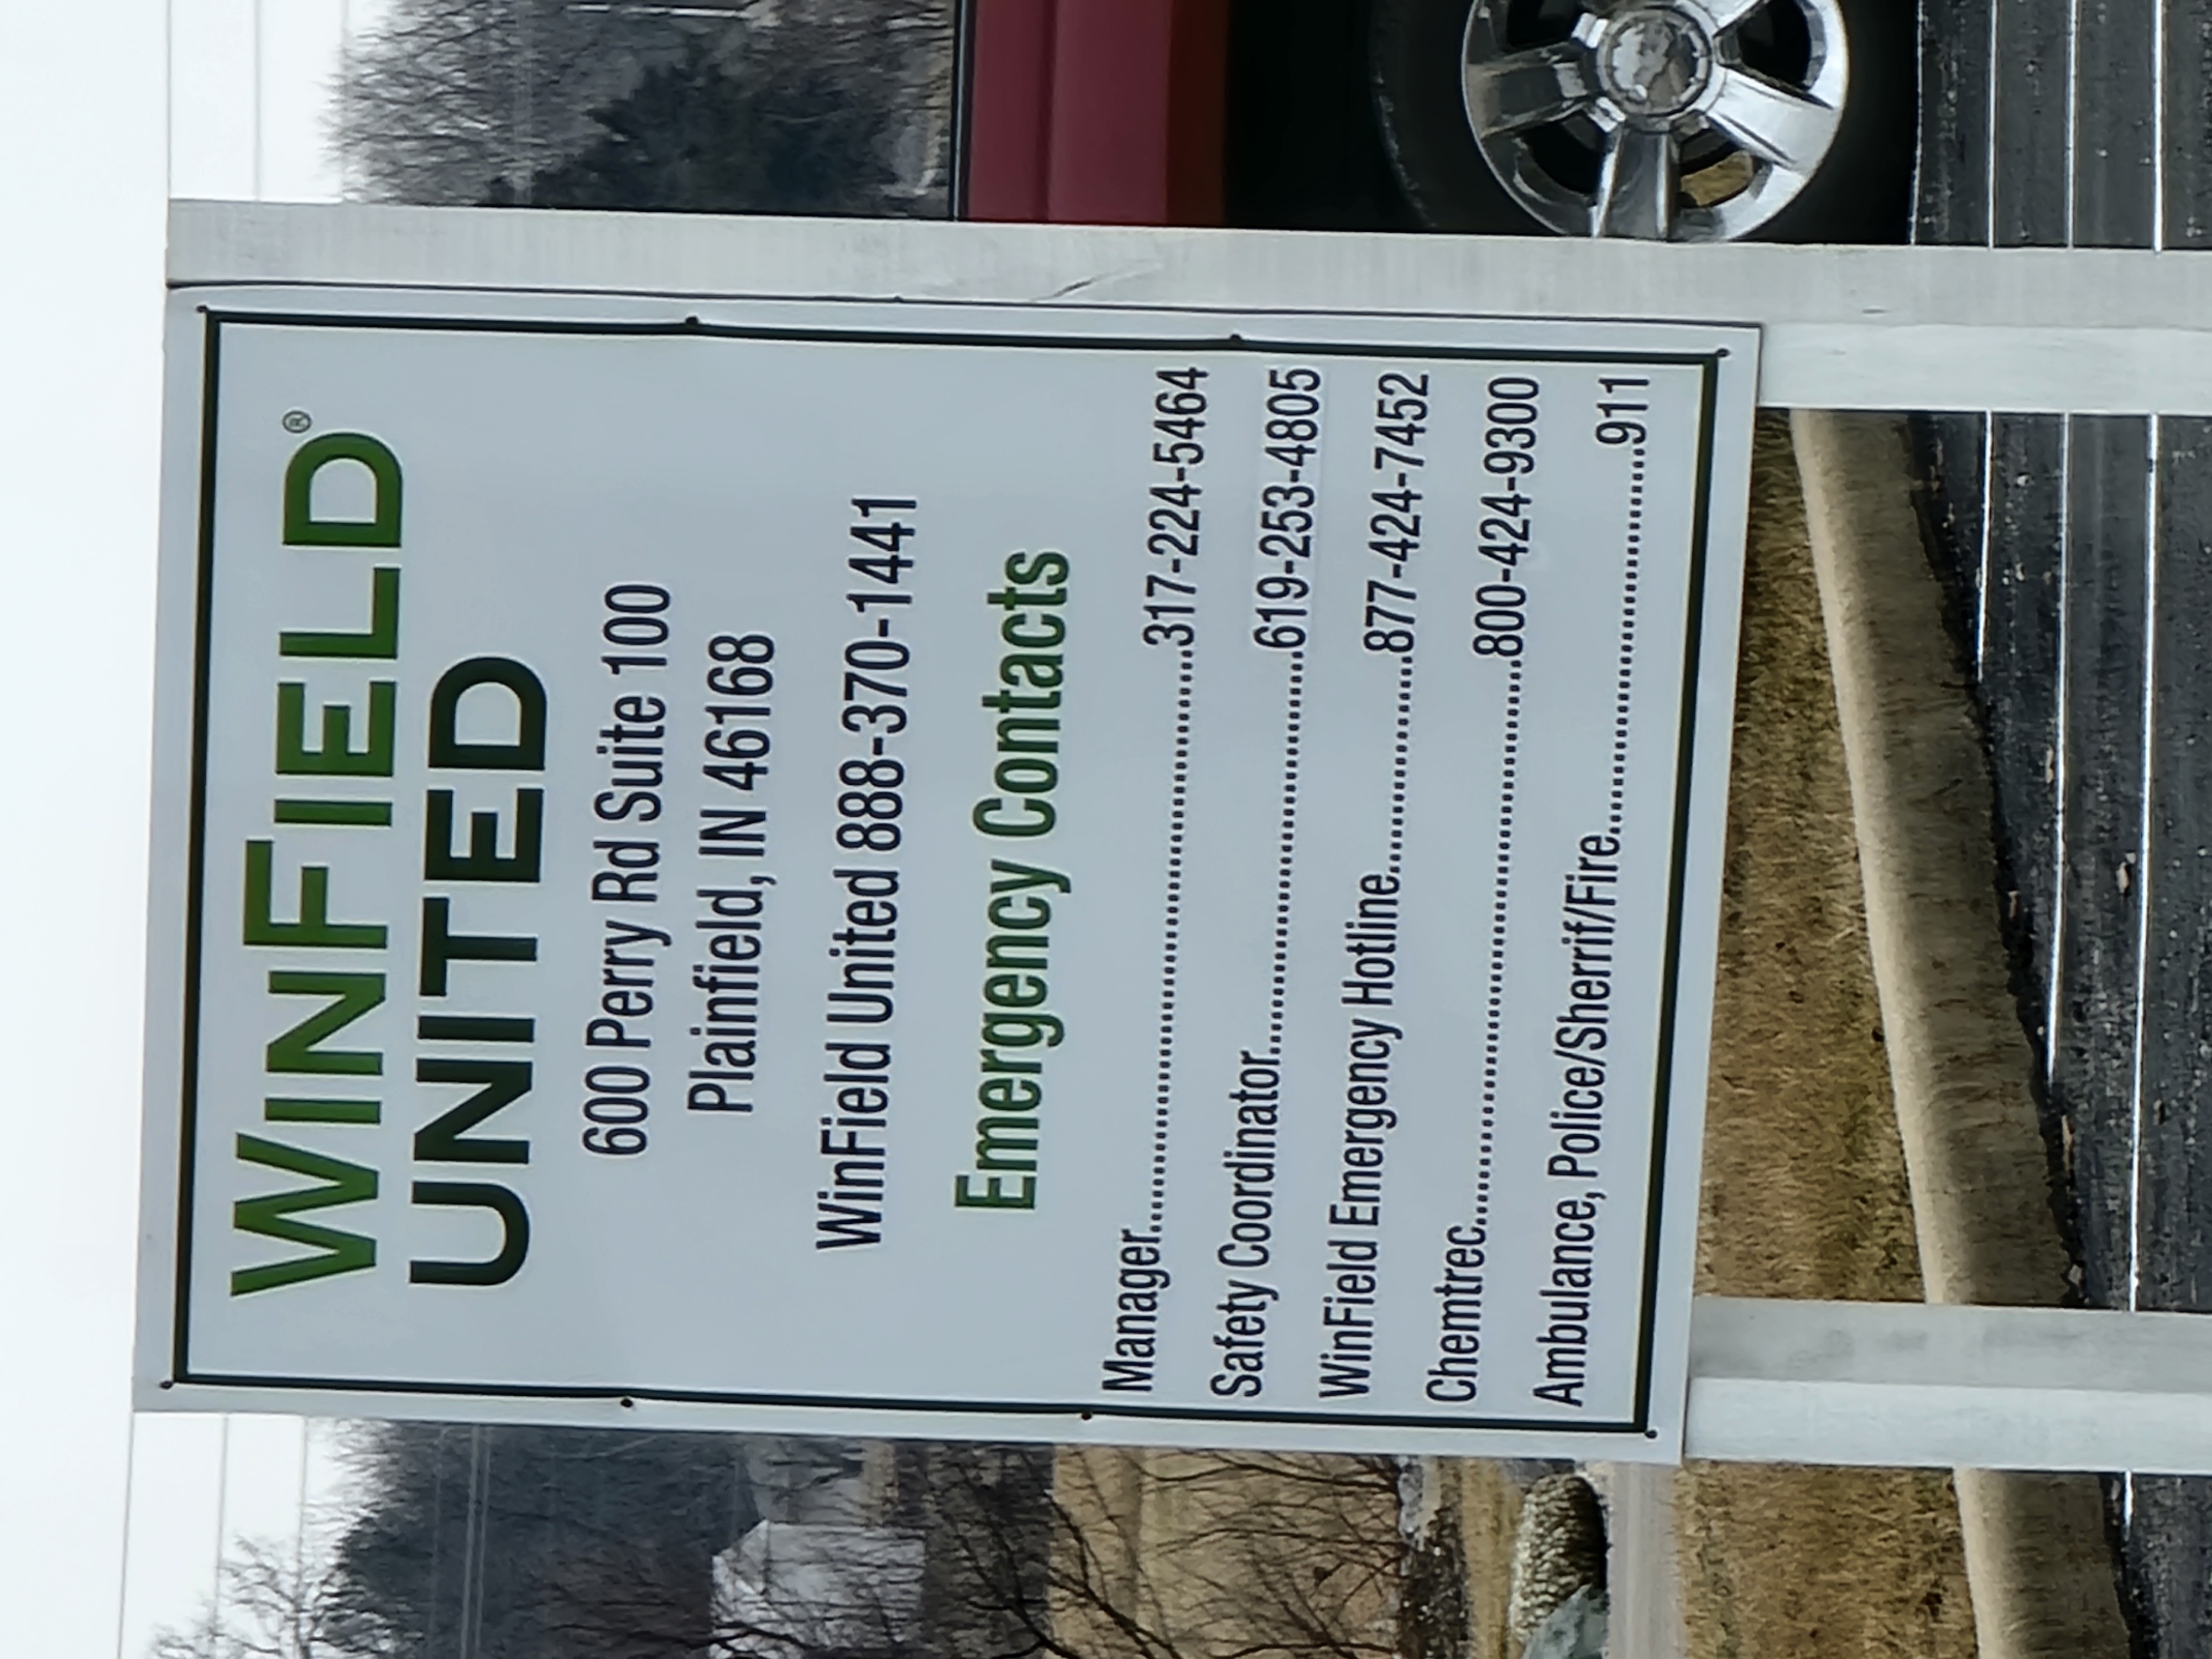 WINFIELD®
UNITED
600 Perry Rd Suite 100
Plainfield, IN 46168
WinField United 888-370-1441
Emergency Contacts
Manager........................................................317-224-5464
Safety Coordinator.......................................619-253-4805
WinField Emergency Hotline.....................877-424-7452
Chemtrec.......................................................800-424-9300
Ambulance, Police/Sherrif/Fire.....................................911